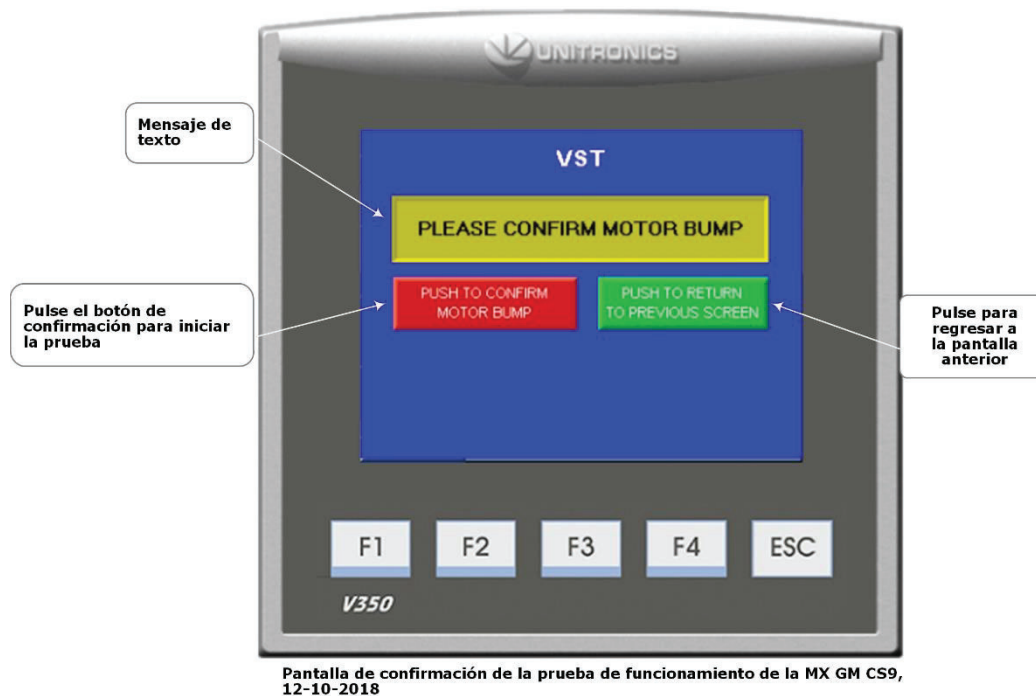 UNITRONICS
Mensaje de
texto
VST
PLEASE CONFIRM MOTOR BUMP
PUSH TO CONFIRM
MOTOR BUMP
PUSH TO RETURN
TO PREVIOUS SCREEN
Pulse el botón de
confirmación para iniciar
la prueba
Pulse para
regresar a
la pantalla
anterior
F1
F2
F3
F4
ESC
V350
Pantalla de confirmación de la prueba de funcionamiento de la MX GM CS9,
12-10-2018